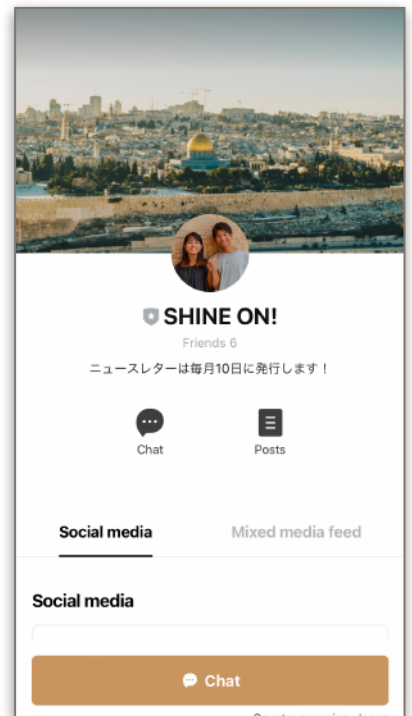 SHINE ON!
Friends 6
ニュースレターは毎月10日に発行します！
Chat
Posts
Social media
Mixed media feed
Social media
Chat